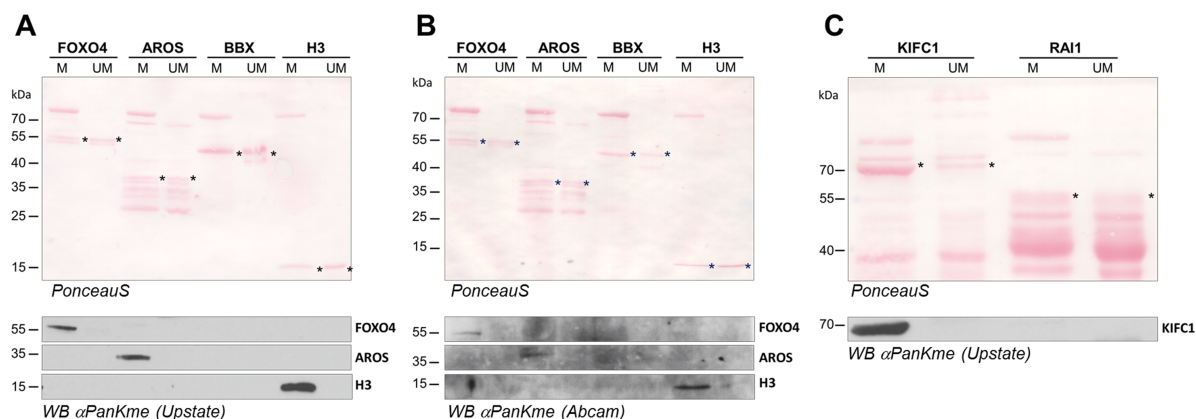 A
FOXO4 AROS BBX H3
M UM M UM M UM M UM
kDa
70
55
40
35
25
15
* * * * * * * *
PonceauS
55 FOXO4
35 AROS
15 H3
WB αPanKme (Upstate)
B
FOXO4 AROS BBX H3
M UM M UM M UM M UM
kDa
70
55
40
35
25
15
* * * * * * * *
PonceauS
55 FOXO4
35 AROS
15 H3
WB αPanKme (Abcam)
C
KIFC1 RAI1
M UM M UM
kDa
70
55
40
* * * *
PonceauS
70 KIFC1
WB αPanKme (Upstate)